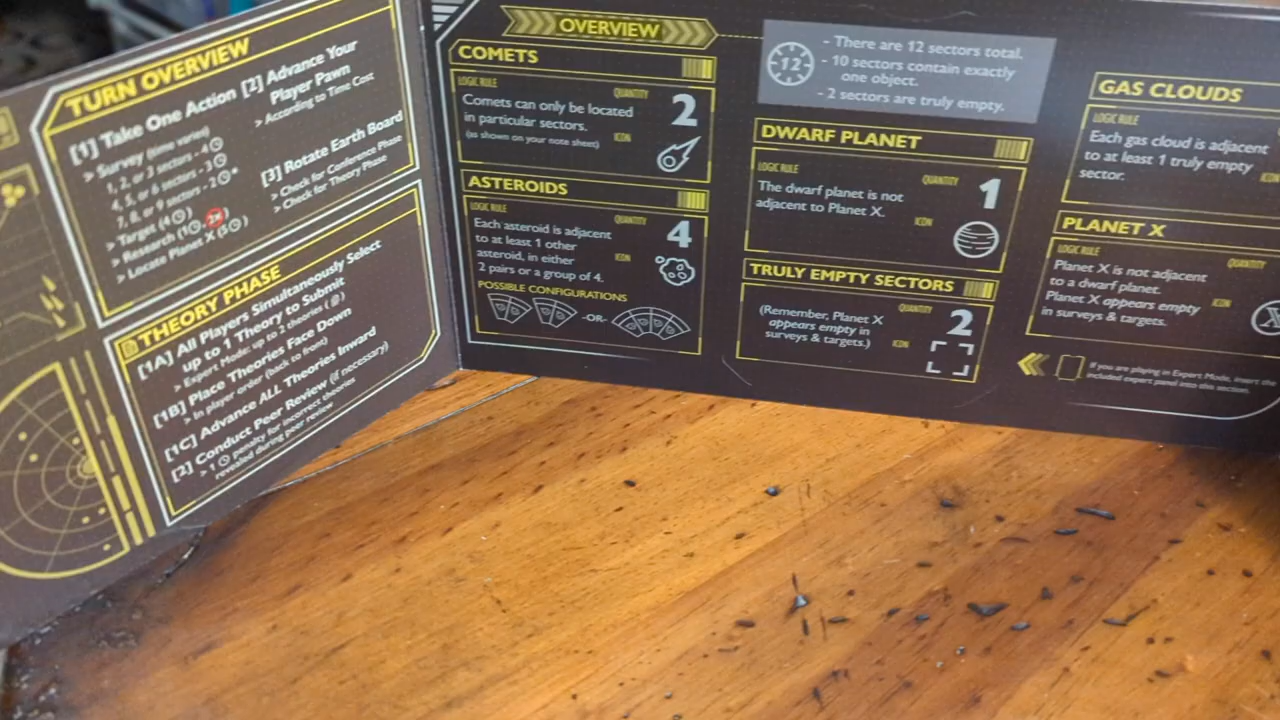 TURN OVERVIEW
[1] Take One Action
> Survey (time varies)
1, 2, or 3 sectors - 4
4, 5, or 6 sectors - 3
7, 8, or 9 sectors - 2 *
> Target (4)
> Research (1)
> Locate Planet X (5)
[2] Advance Your
Player Pawn
> According to Time Cost
[3] Rotate Earth Board
> Check for Conference Phase
> Check for Theory Phase
THEORY PHASE
[1A] All Players Simultaneously Select
up to 1 Theory to Submit
> Expert Mode: up to 2 theories
[1B] Place Theories Face Down
> In player order (back to front)
[1C] Advance ALL Theories Inward
[2] Conduct Peer Review (if necessary)
> 1 penalty for incorrect theories
revealed during peer review
OVERVIEW
COMETS
LOGIC RULE
QUANTITY
Comets can only be located
in particular sectors.
(as shown on your note sheet)
2
ICON
ASTEROIDS
LOGIC RULE
QUANTITY
Each asteroid is adjacent
to at least 1 other
asteroid, in either
2 pairs or a group of 4.
4
ICON
POSSIBLE CONFIGURATIONS
-OR-
12
- There are 12 sectors total.
- 10 sectors contain exactly
one object.
- 2 sectors are truly empty.
DWARF PLANET
LOGIC RULE
QUANTITY
The dwarf planet is not
adjacent to Planet X.
1
ICON
TRULY EMPTY SECTORS
QUANTITY
(Remember, Planet X
appears empty in
surveys & targets.)
2
ICON
GAS CLOUDS
LOGIC RULE
Each gas cloud is adjacent
to at least 1 truly empty
sector.
PLANET X
LOGIC RULE
QUANTITY
Planet X is not adjacent
to a dwarf planet.
Planet X appears empty
in surveys & targets.
ICON
X
If you are playing in Expert Mode, insert the
included expert panel into this section.